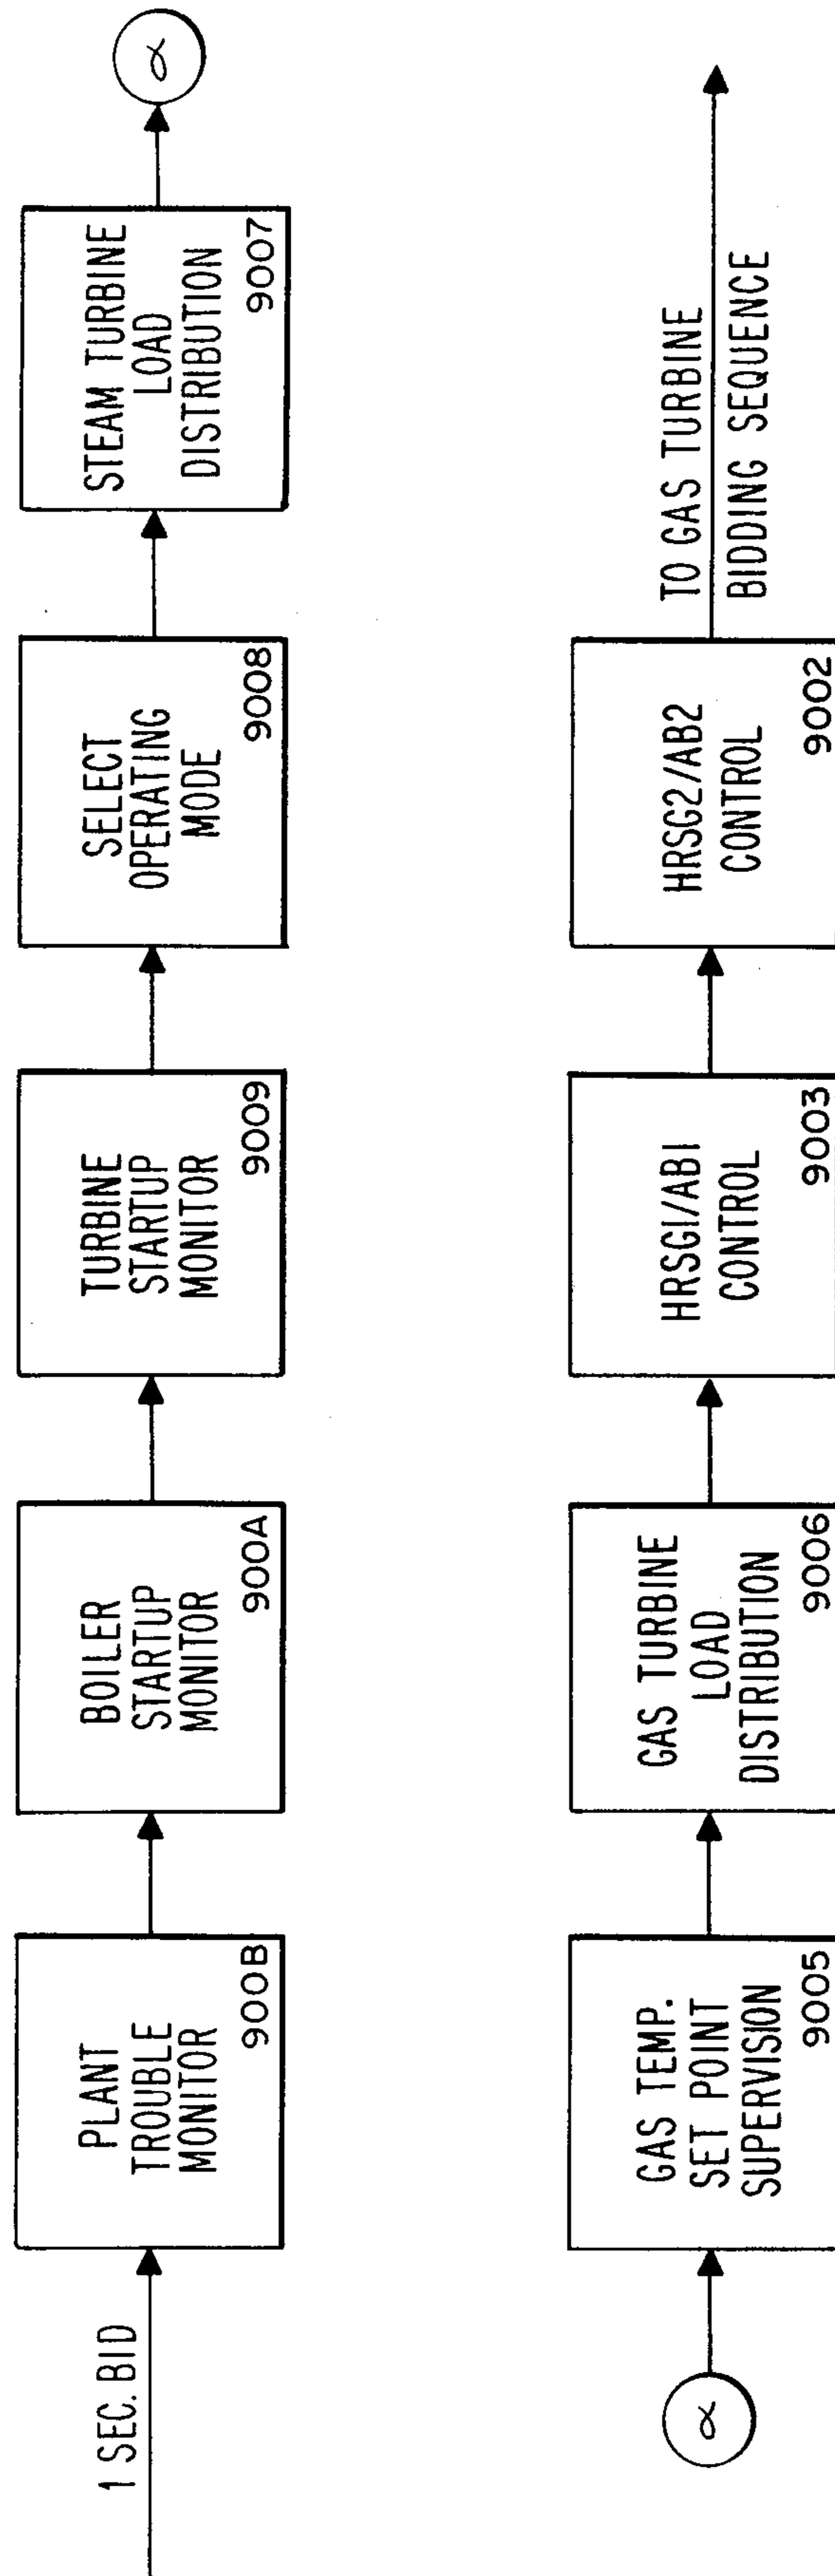 1 SEC. BID
PLANT
TROUBLE
MONITOR
900B
BOILER
STARTUP
MONITOR
900A
TURBINE
STARTUP
MONITOR
9009
SELECT
OPERATING
MODE
9008
STEAM TURBINE
LOAD
DISTRIBUTION
9007
α
α
GAS TEMP.
SET POINT
SUPERVISION
9005
GAS TURBINE
LOAD
DISTRIBUTION
9006
HRSG1/AB1
CONTROL
9003
HRSG2/AB2
CONTROL
9002
TO GAS TURBINE
BIDDING SEQUENCE